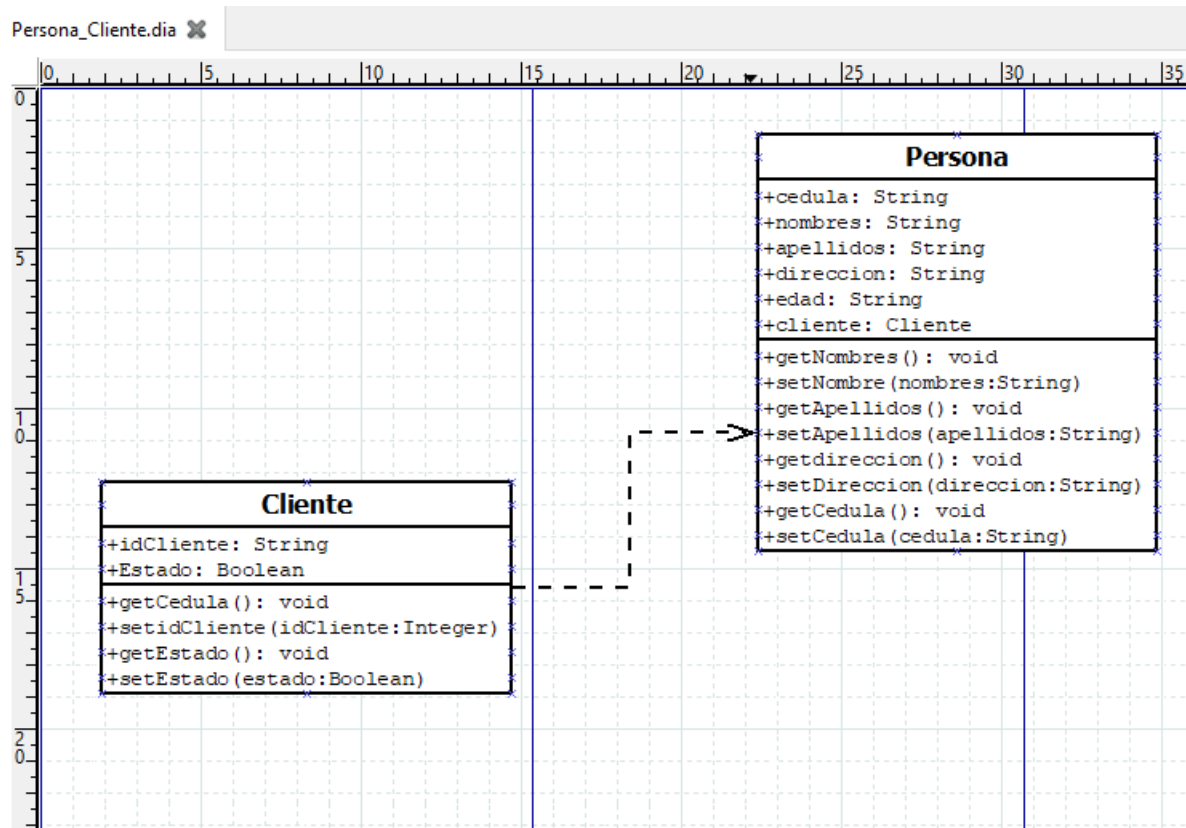 Persona_Cliente.dia
0 5 10 15 20 25 30 35
0
5
10
15
20
Persona
+cedula: String
+nombres: String
+apellidos: String
+direccion: String
+edad: String
+cliente: Cliente
+getNombres(): void
+setNombre(nombres:String)
+getApellidos(): void
+setApellidos(apellidos:String)
+getdireccion(): void
+setDireccion(direccion:String)
+getCedula(): void
+setCedula(cedula:String)
Cliente
+idCliente: String
+Estado: Boolean
+getCedula(): void
+setidCliente(idCliente:Integer)
+getEstado(): void
+setEstado(estado:Boolean)